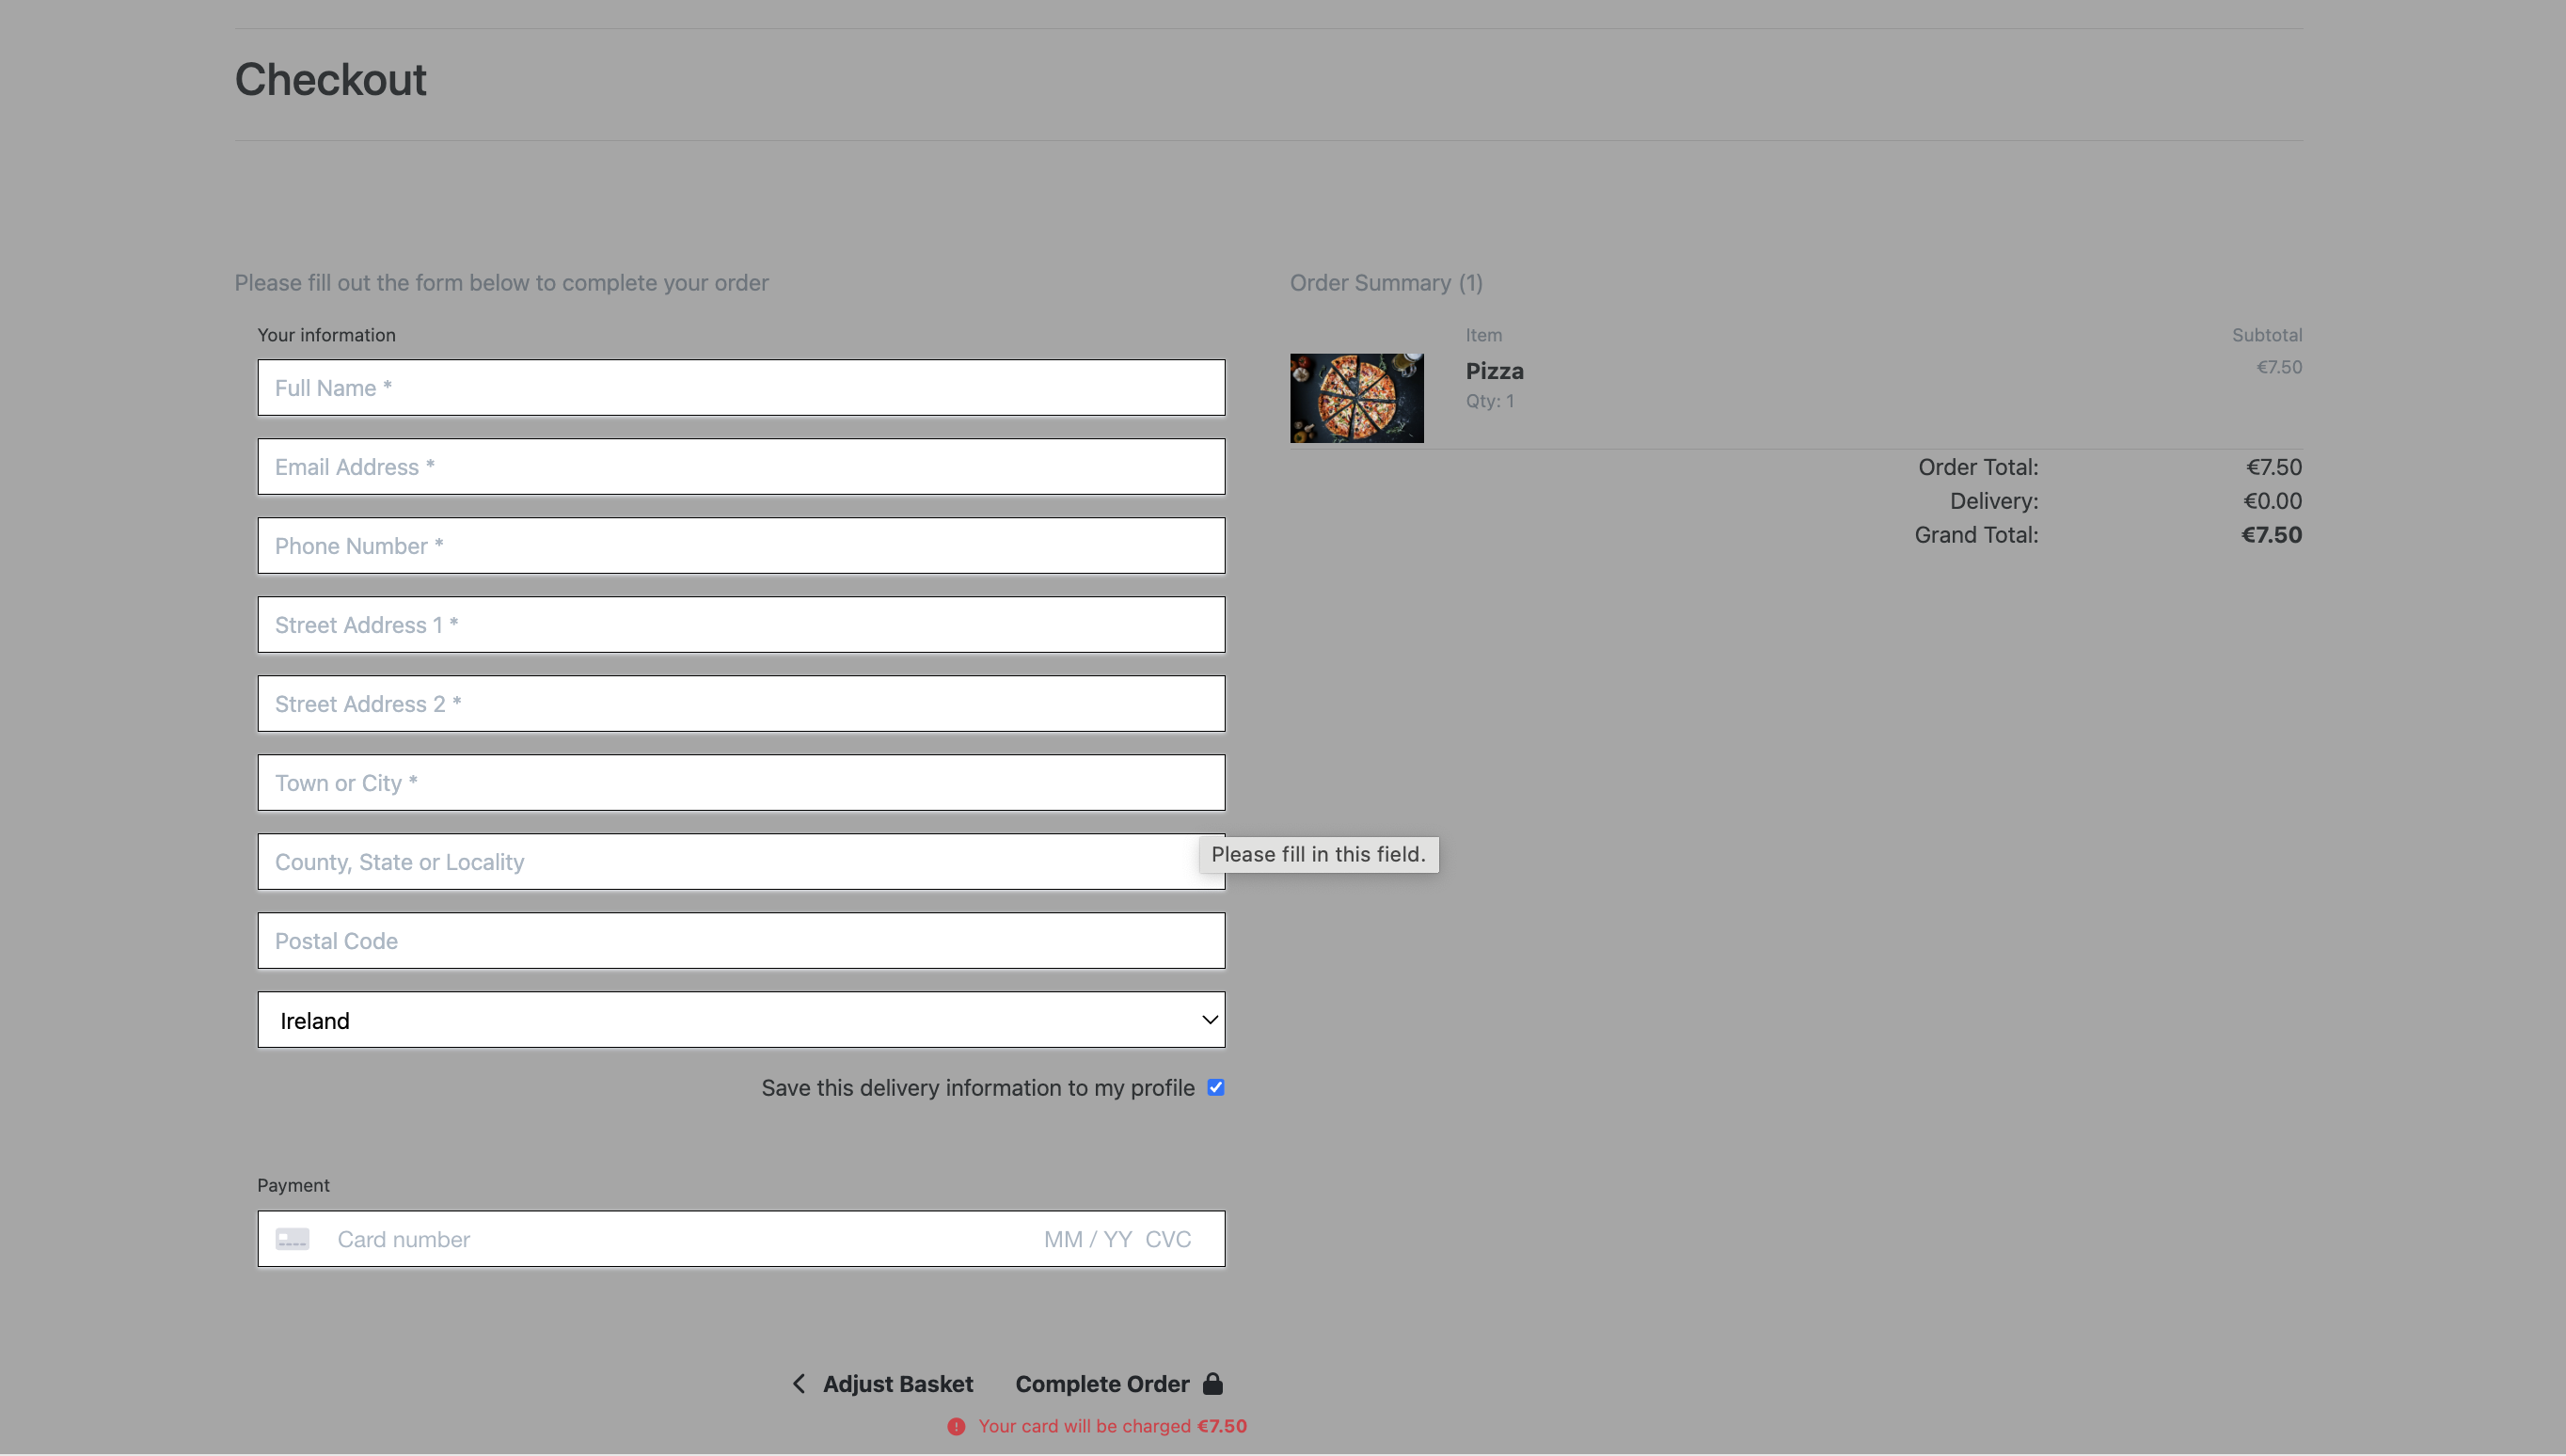 Checkout
Please fill out the form below to complete your order
Your information
Full Name *
Email Address *
Phone Number *
Street Address 1 *
Street Address 2 *
Town or City *
County, State or Locality
Please fill in this field.
Postal Code
Ireland
Save this delivery information to my profile
Payment
Card number MM / YY CVC
Adjust Basket Complete Order
Your card will be charged €7.50
Order Summary (1)
Item Subtotal
Pizza €7.50
Qty: 1
Order Total: €7.50
Delivery: €0.00
Grand Total: €7.50